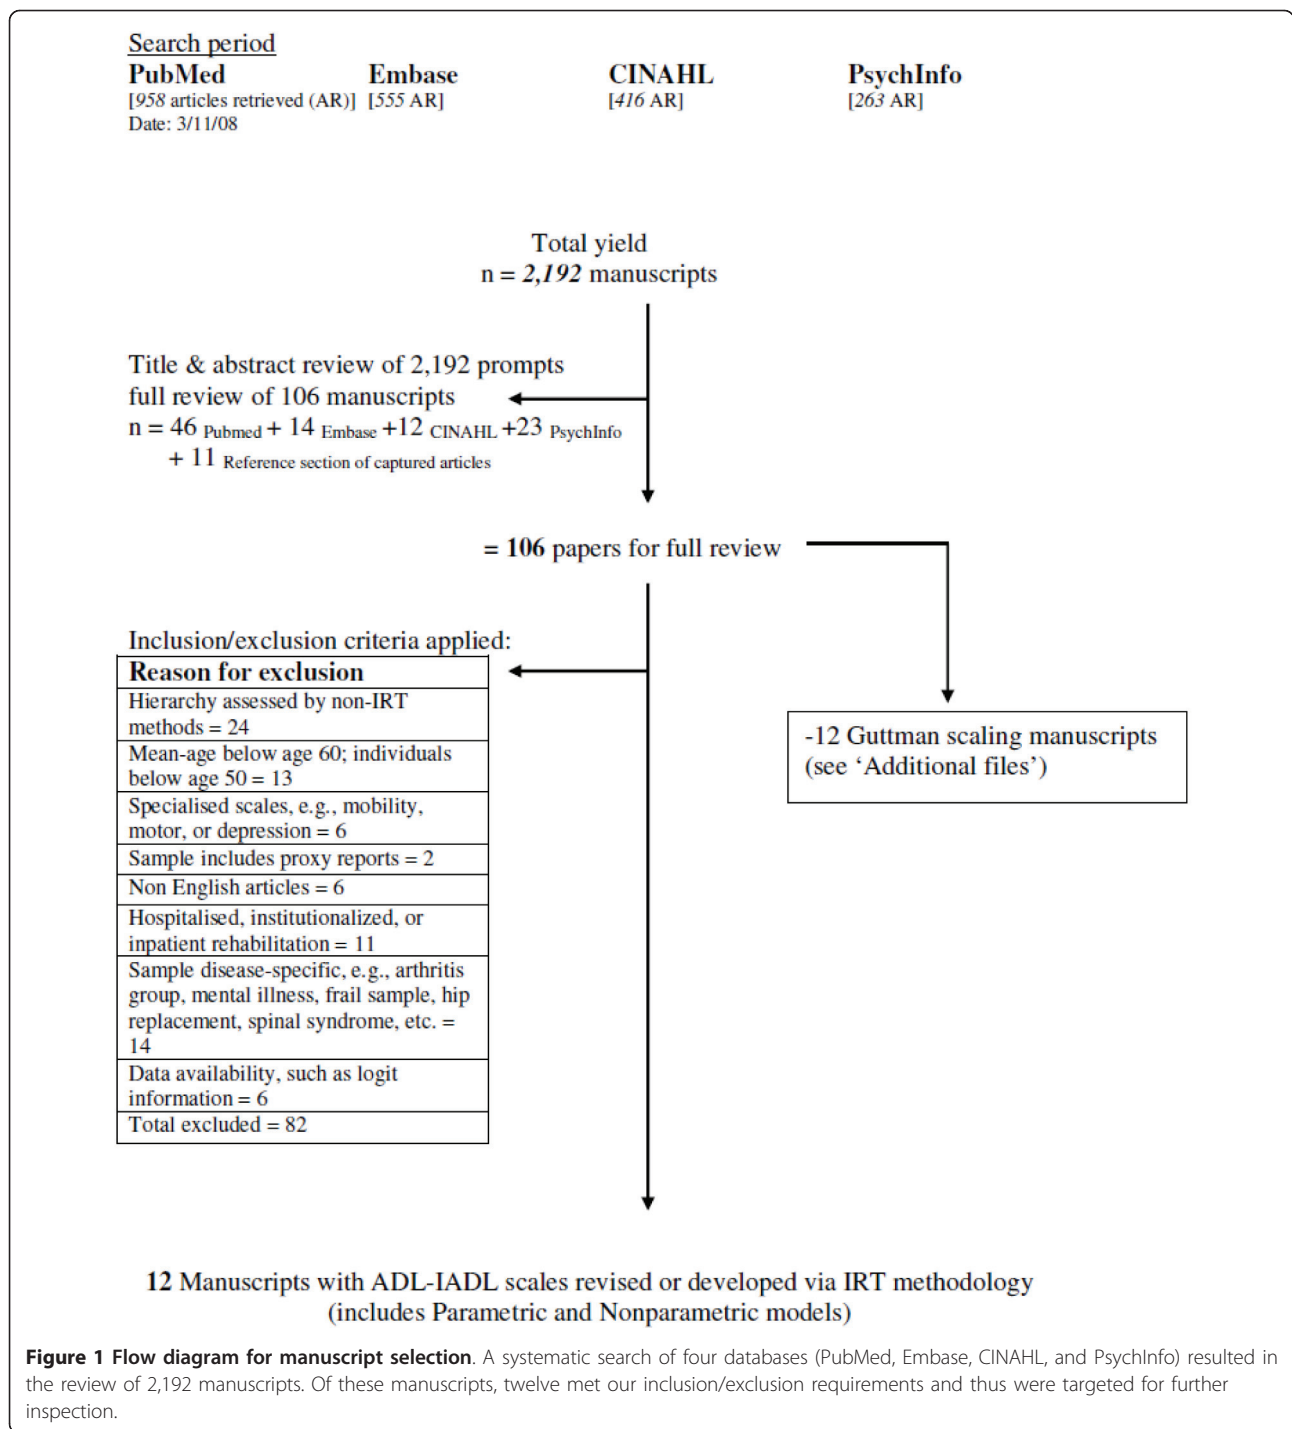 Search period
PubMed Embase CINAHL PsychInfo
[958 articles retrieved (AR)] [555 AR] [416 AR] [263 AR]
Date: 3/11/08
Total yield
n = 2,192 manuscripts
Title & abstract review of 2,192 prompts
full review of 106 manuscripts
n = 46 Pubmed + 14 Embase +12 CINAHL +23 PsychInfo
+ 11 Reference section of captured articles
= 106 papers for full review
Inclusion/exclusion criteria applied:
Reason for exclusion
Hierarchy assessed by non-IRT
methods = 24
Mean-age below age 60; individuals
below age 50 = 13
Specialised scales, e.g., mobility,
motor, or depression = 6
Sample includes proxy reports = 2
Non English articles = 6
Hospitalised, institutionalized, or
inpatient rehabilitation = 11
Sample disease-specific, e.g., arthritis
group, mental illness, frail sample, hip
replacement, spinal syndrome, etc. =
14
Data availability, such as logit
information = 6
Total excluded = 82
-12 Guttman scaling manuscripts
(see ‘Additional files’)
12 Manuscripts with ADL-IADL scales revised or developed via IRT methodology
(includes Parametric and Nonparametric models)
Figure 1 Flow diagram for manuscript selection. A systematic search of four databases (PubMed, Embase, CINAHL, and PsychInfo) resulted in
the review of 2,192 manuscripts. Of these manuscripts, twelve met our inclusion/exclusion requirements and thus were targeted for further
inspection.